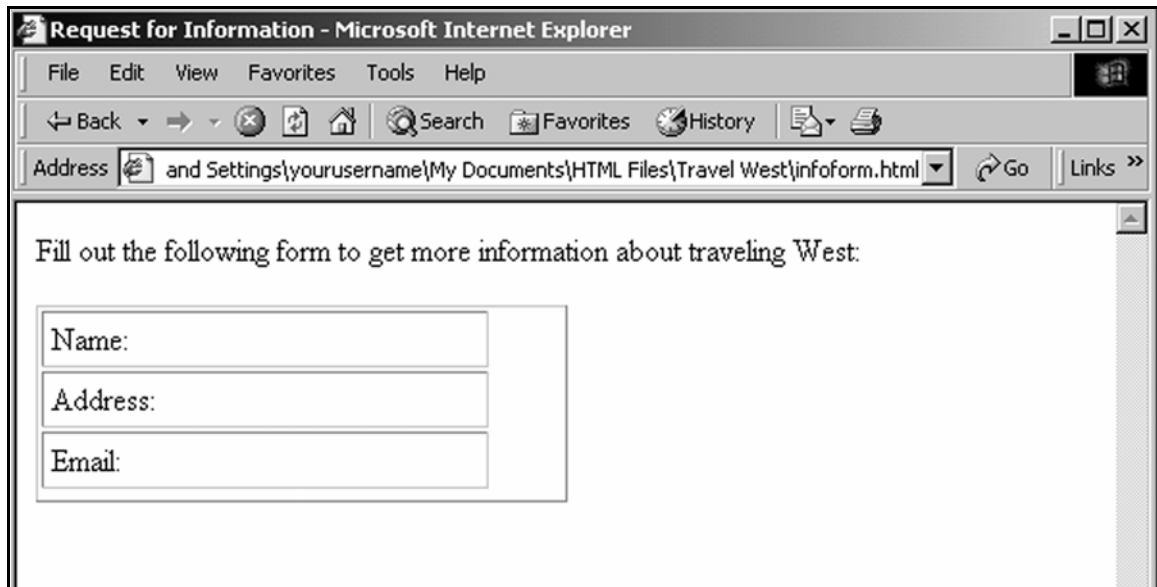 Request for Information - Microsoft Internet Explorer
File Edit View Favorites Tools Help
Back Search Favorites History
Address and Settings\yourusername\My Documents\HTML Files\Travel West\infoform.html Go Links »
Fill out the following form to get more information about traveling West:
Name:
Address:
Email: